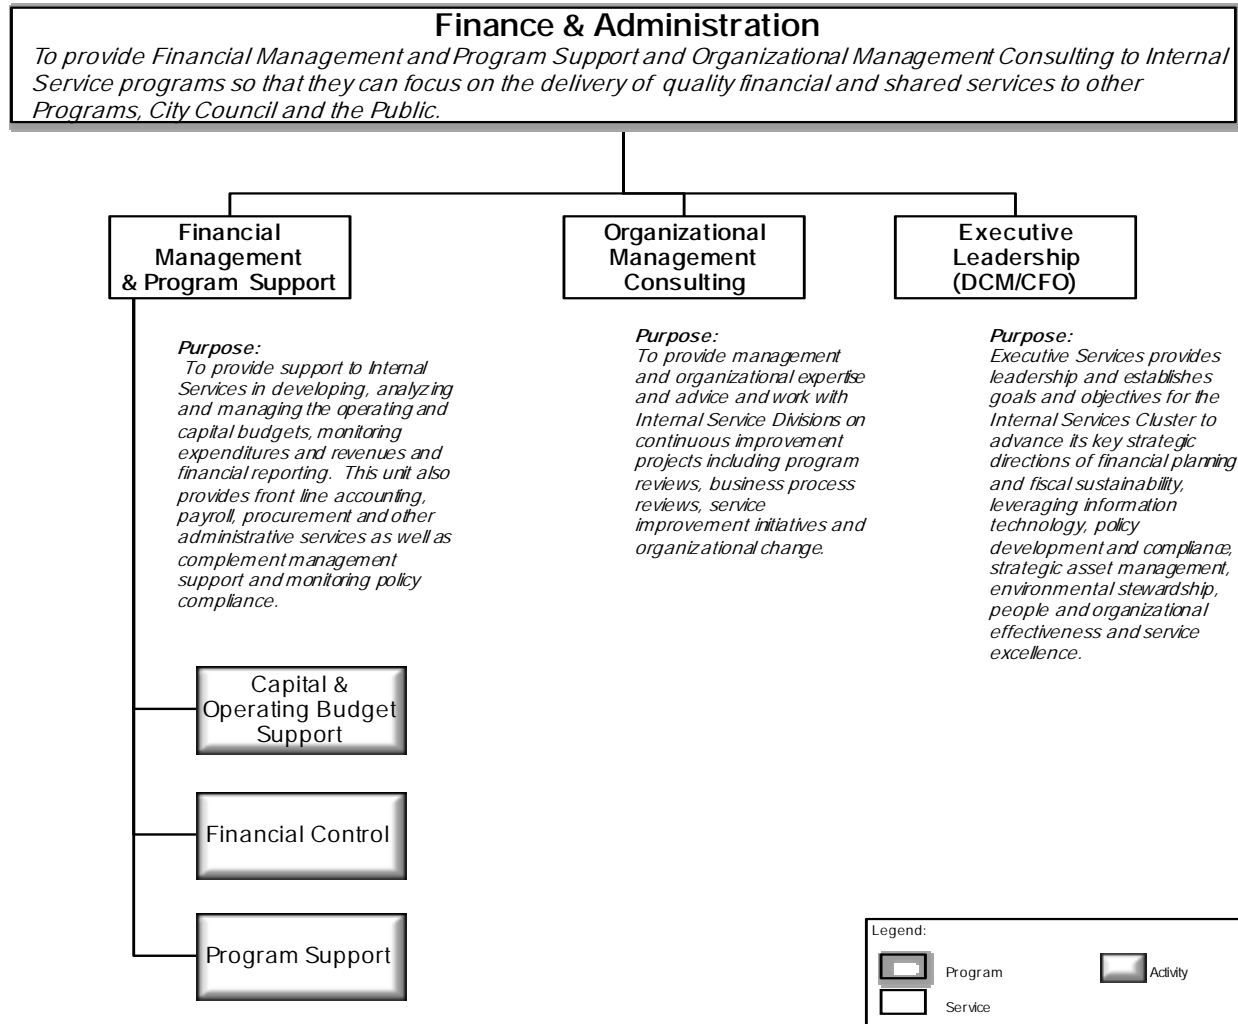 Finance & Administration
To provide Financial Management and Program Support and Organizational Management Consulting to Internal
Service programs so that they can focus on the delivery of quality financial and shared services to other
Programs, City Council and the Public.
Financial
Management
& Program Support
Organizational
Management
Consulting
Executive
Leadership
(DCM/CFO)
Purpose:
To provide support to Internal
Services in developing, analyzing
and managing the operating and
capital budgets, monitoring
expenditures and revenues and
financial reporting. This unit also
provides front line accounting,
payroll, procurement and other
administrative services as well as
complement management
support and monitoring policy
compliance.
Purpose:
To provide management
and organizational expertise
and advice and work with
Internal Service Divisions on
continuous improvement
projects including program
reviews, business process
reviews, service
improvement initiatives and
organizational change.
Purpose:
Executive Services provides
leadership and establishes
goals and objectives for the
Internal Services Cluster to
advance its key strategic
directions of financial planning
and fiscal sustainability,
leveraging information
technology, policy
development and compliance,
strategic asset management,
environmental stewardship,
people and organizational
effectiveness and service
excellence.
Capital &
Operating Budget
Support
Financial Control
Program Support
Legend:
Program
Activity
Service